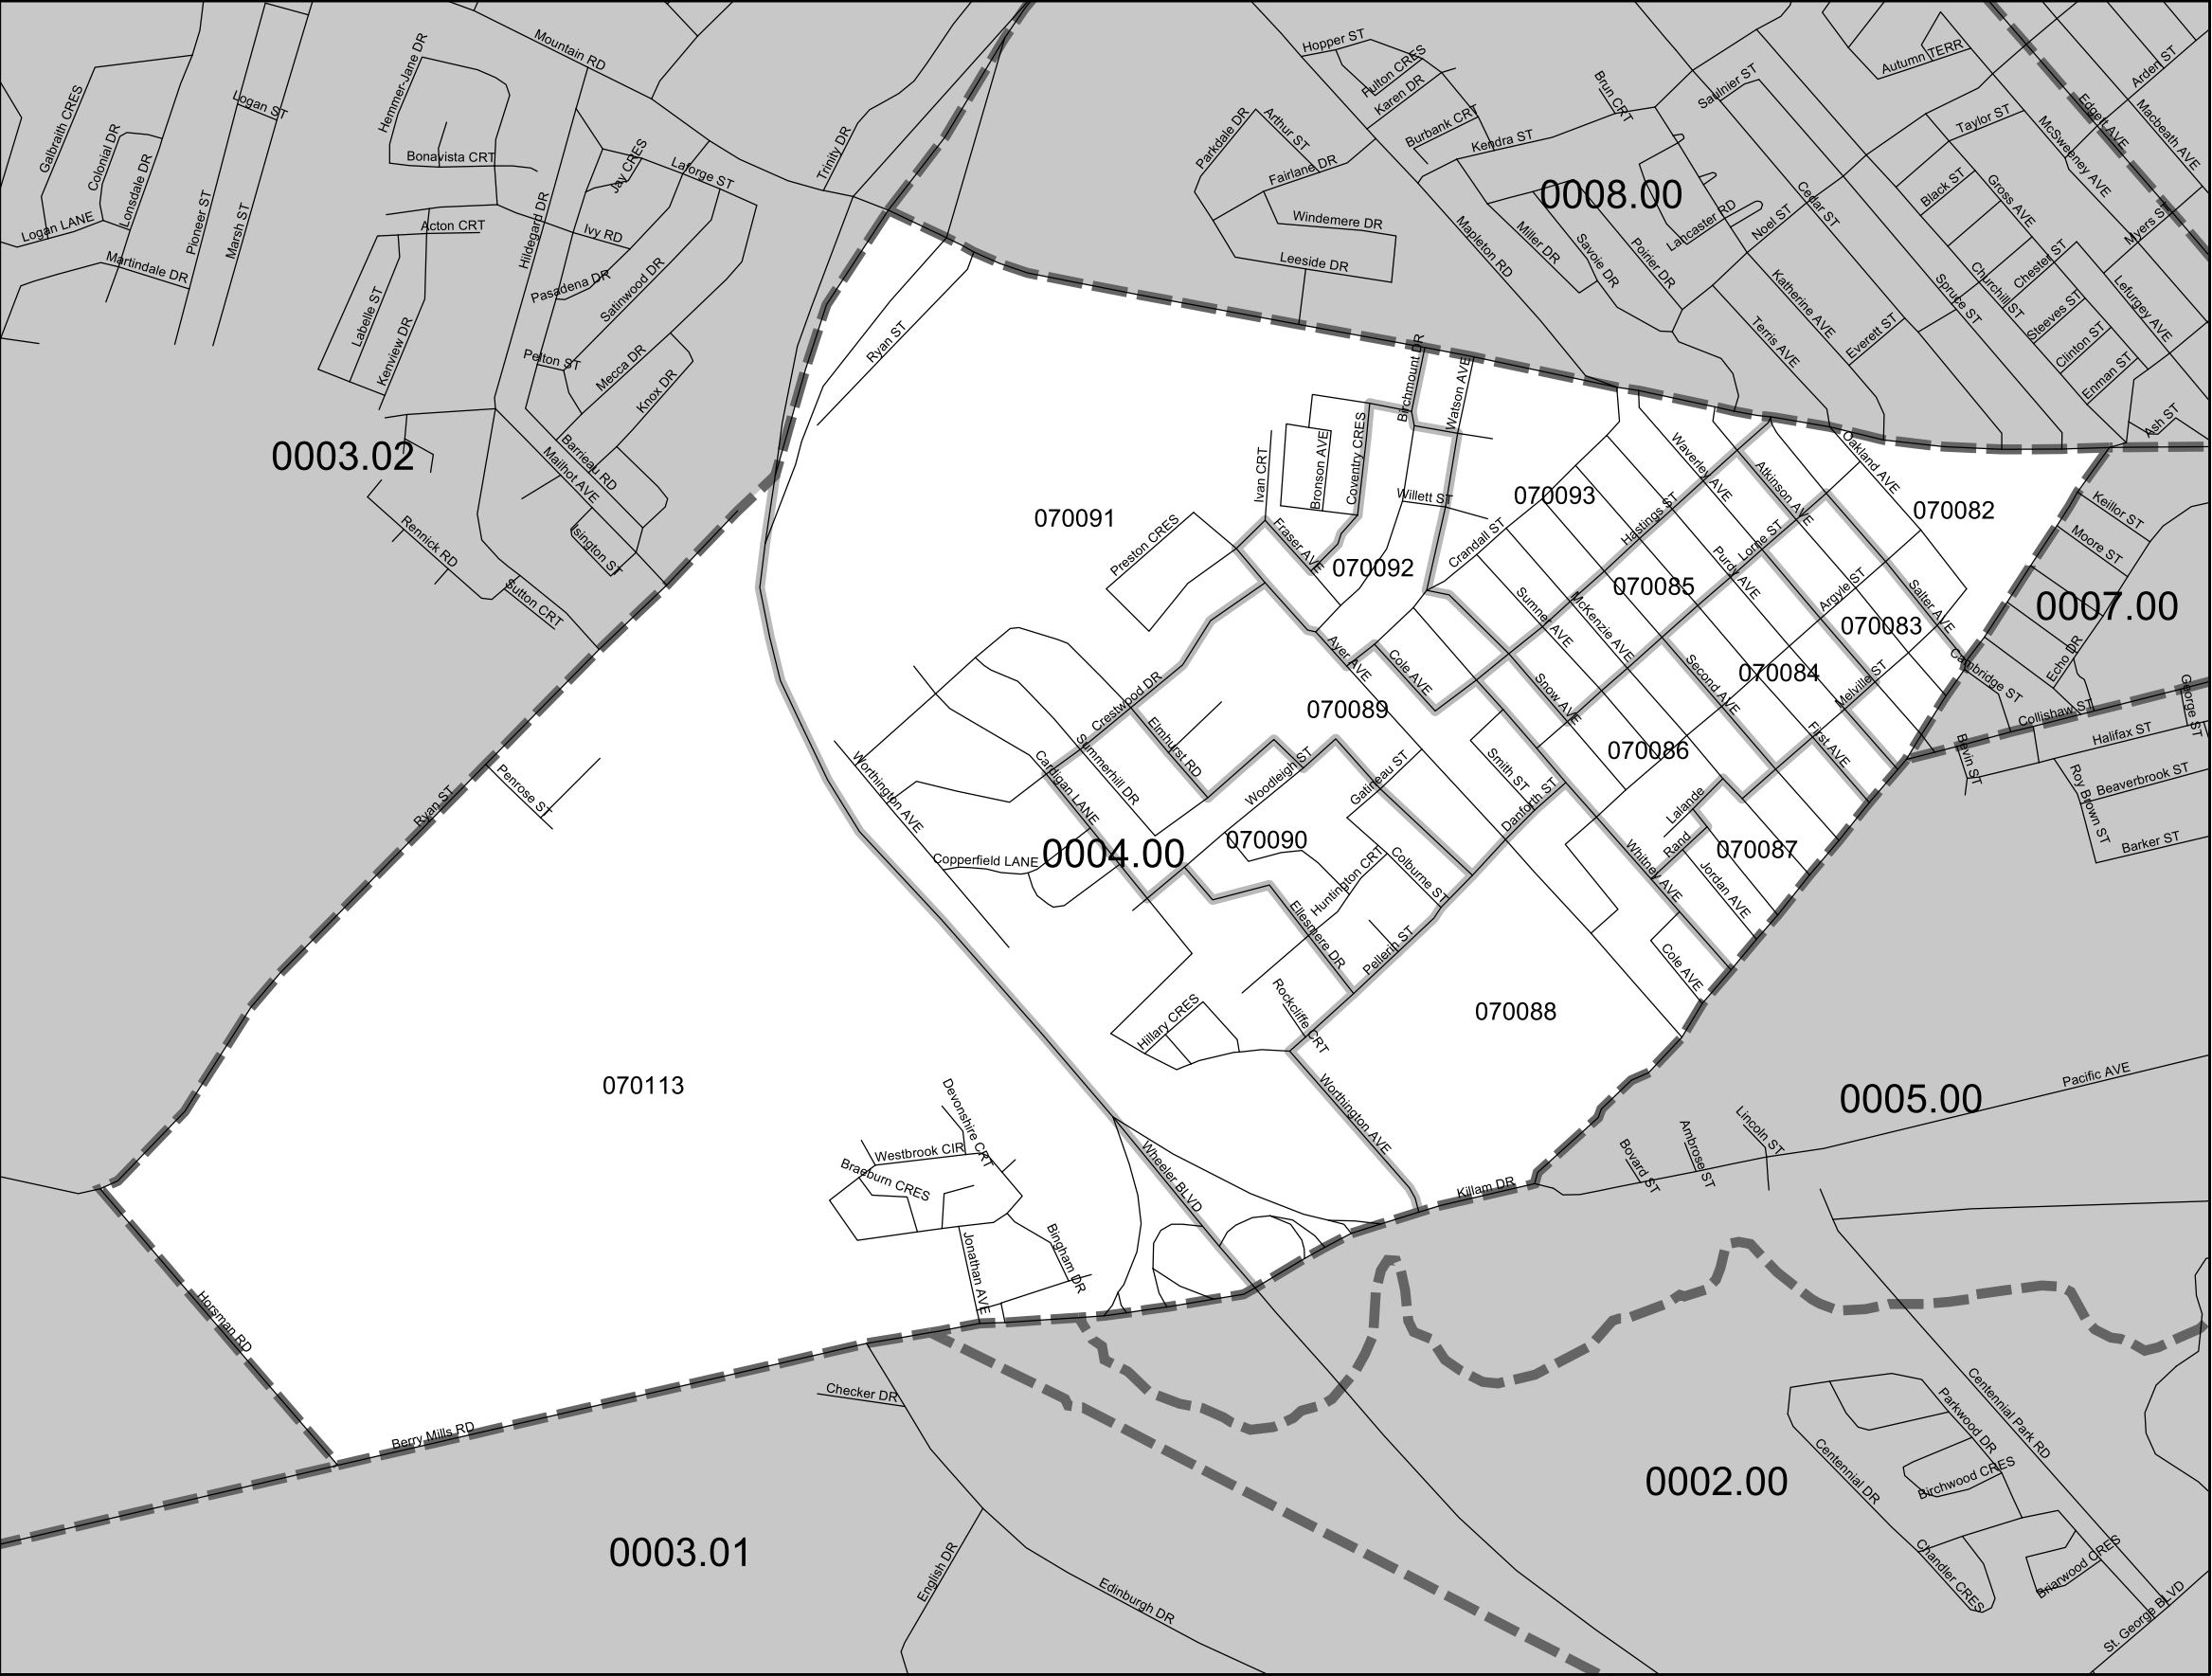 Mountain RD
Hemmer-Jane DR
Galbraith CRES
Colonial DR
Lonsdale DR
Logan LANE
Martindale DR
Logan ST
Pioneer ST
Marsh ST
Bonavista CRT
Acton CRT
Labelle ST
Kenview DR
Hildegard DR
Jay CRES
Laforge ST
Ivy RD
Pasadena DR
Satinwood DR
Pelton ST
Mecca DR
Knox DR
Barrieau RD
Mailhot AVE
Isington ST
Rennick RD
Sutton CRT
0003.02
Trinity DR
Ryan ST
Hopper ST
Fulton CRES
Karen DR
Burbank CRT
Parkdale DR
Arthur ST
Fairlane DR
Windemere DR
Leeside DR
Kendra ST
Brun CRT
Mapleton RD
0008.00
Miller DR
Savoie DR
Poirier DR
Lancaster RD
Noel ST
Saulnier ST
Cedar ST
Katherine AVE
Everett ST
Terris AVE
Spruce ST
Churchill ST
Autumn TERR
Taylor ST
Black ST
Gross AVE
Chester ST
Steeves ST
Clinton ST
Enman ST
Lefurgey AVE
Myers ST
McSweeney AVE
Edgett AVE
Macbeath AVE
Arden ST
Ash ST
Birchmount DR
Watson AVE
Ivan CRT
Bronson AVE
Coventry CRES
Willett ST
Fraser AVE
Preston CRES
070091
070092
070093
Crandall ST
Waverley AVE
Hastings ST
Atkinson AVE
Oakland AVE
070082
Lorne ST
Purdy AVE
070085
Argyle ST
Salter AVE
070083
Sumner AVE
McKenzie AVE
070084
Melville ST
Second AVE
First AVE
Snow AVE
070086
Ayer AVE
Cole AVE
070089
Smith ST
Danforth ST
Gatineau ST
Crestwood DR
Elmhurst RD
Summerhill DR
Woodleigh ST
Cardigan LANE
Worthington AVE
Copperfield LANE
0004.00
070090
Huntington CRT
Colburne ST
Ellesmere DR
Pellerin ST
Rockcliffe CRT
Hillary CRES
Lalande
Rand
Whitney AVE
070087
Jordan AVE
Cole AVE
070088
Worthington AVE
Keillor ST
Moore ST
0007.00
Echo DR
Cambridge ST
Collishaw ST
George ST
Halifax ST
Bevin ST
Beaverbrook ST
Roy Brown ST
Barker ST
Penrose ST
Ryan ST
070113
Devonshire CRT
Westbrook CIR
Braeburn CRES
Jonathan AVE
Bingham DR
Wheeler BLVD
Killam DR
0005.00
Pacific AVE
Lincoln ST
Ambrose ST
Bovard ST
Horsman RD
Berry Mills RD
Checker DR
0003.01
English DR
Edinburgh DR
0002.00
Centennial Park RD
Parkwood DR
Birchwood CRES
Centennial DR
Chandler CRES
Briarwood CRES
St. George BLVD